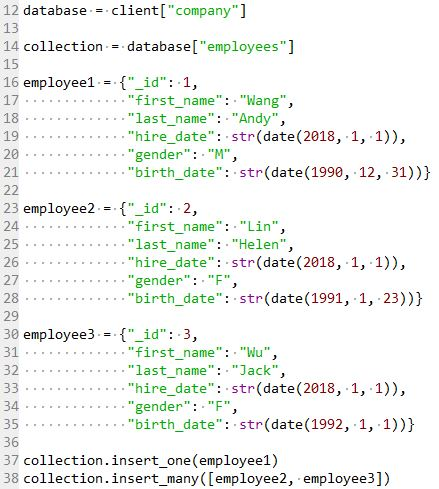 12 database = client["company"]
13
14 collection = database["employees"]
15
16 employee1 = {"_id": 1,
17              "first_name": "Wang",
18              "last_name": "Andy",
19              "hire_date": str(date(2018, 1, 1)),
20              "gender": "M",
21              "birth_date": str(date(1990, 12, 31))}
22
23 employee2 = {"_id": 2,
24              "first_name": "Lin",
25              "last_name": "Helen",
26              "hire_date": str(date(2018, 1, 1)),
27              "gender": "F",
28              "birth_date": str(date(1991, 1, 23))}
29
30 employee3 = {"_id": 3,
31              "first_name": "Wu",
32              "last_name": "Jack",
33              "hire_date": str(date(2018, 1, 1)),
34              "gender": "F",
35              "birth_date": str(date(1992, 1, 1))}
36
37 collection.insert_one(employee1)
38 collection.insert_many([employee2, employee3])